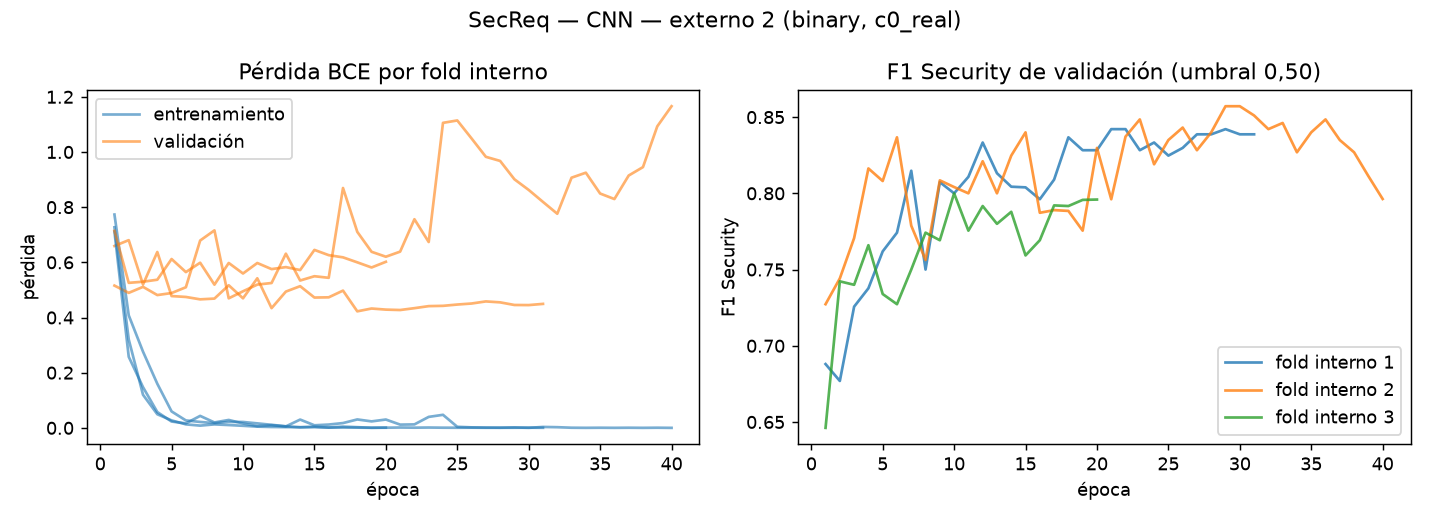 SecReq — CNN — externo 2 (binary, c0_real)
Pérdida BCE por fold interno
pérdida
1.2
1.0
0.8
0.6
0.4
0.2
0.0
entrenamiento
validación
0 5 10 15 20 25 30 35 40
época
F1 Security de validación (umbral 0,50)
F1 Security
0.85
0.80
0.75
0.70
0.65
fold interno 1
fold interno 2
fold interno 3
0 5 10 15 20 25 30 35 40
época